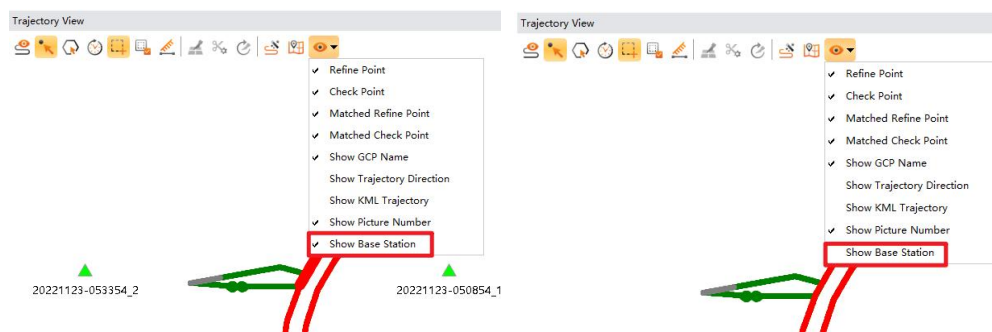 Trajectory View
Refine Point
Check Point
Matched Refine Point
Matched Check Point
Show GCP Name
Show Trajectory Direction
Show KML Trajectory
Show Picture Number
Show Base Station
20221123-053354_2
20221123-050854_1
Trajectory View
Refine Point
Check Point
Matched Refine Point
Matched Check Point
Show GCP Name
Show Trajectory Direction
Show KML Trajectory
Show Picture Number
Show Base Station